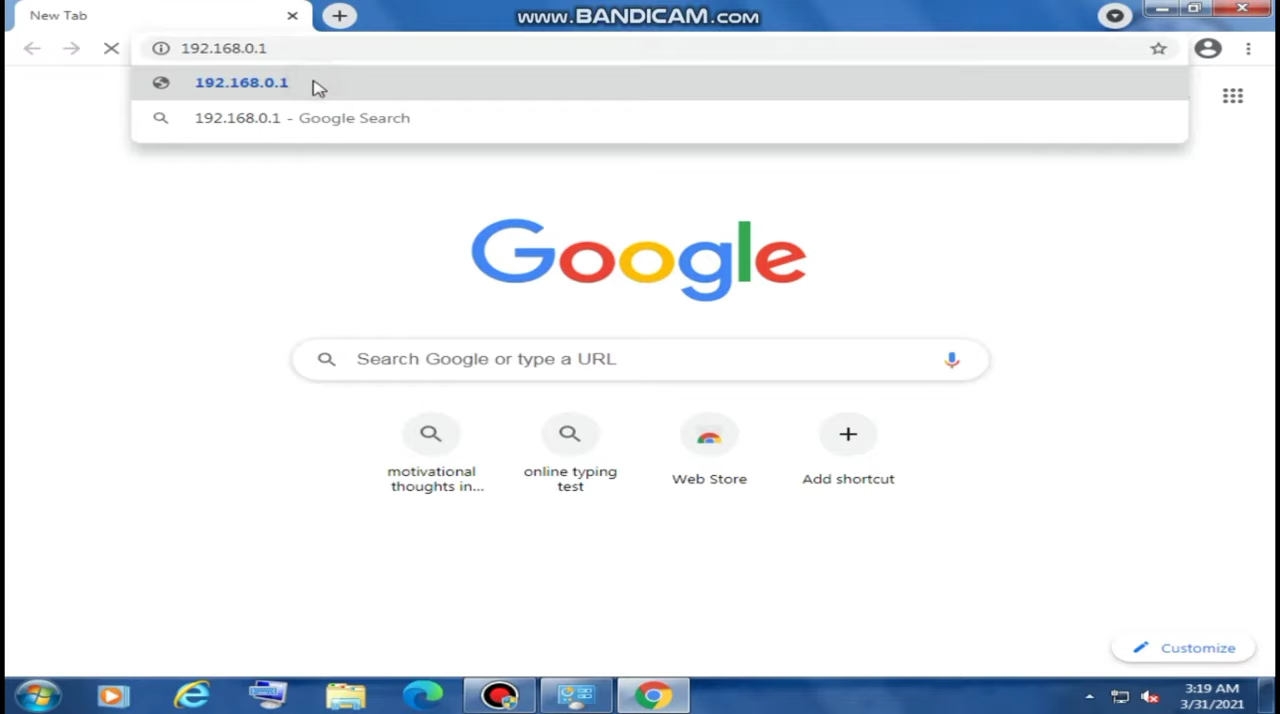 New Tab
www.BANDICAM.com
192.168.0.1
192.168.0.1
192.168.0.1 - Google Search
Google
Search Google or type a URL
motivational
thoughts in...
online typing
test
Web Store
Add shortcut
Customize
3:19 AM
3/31/2021